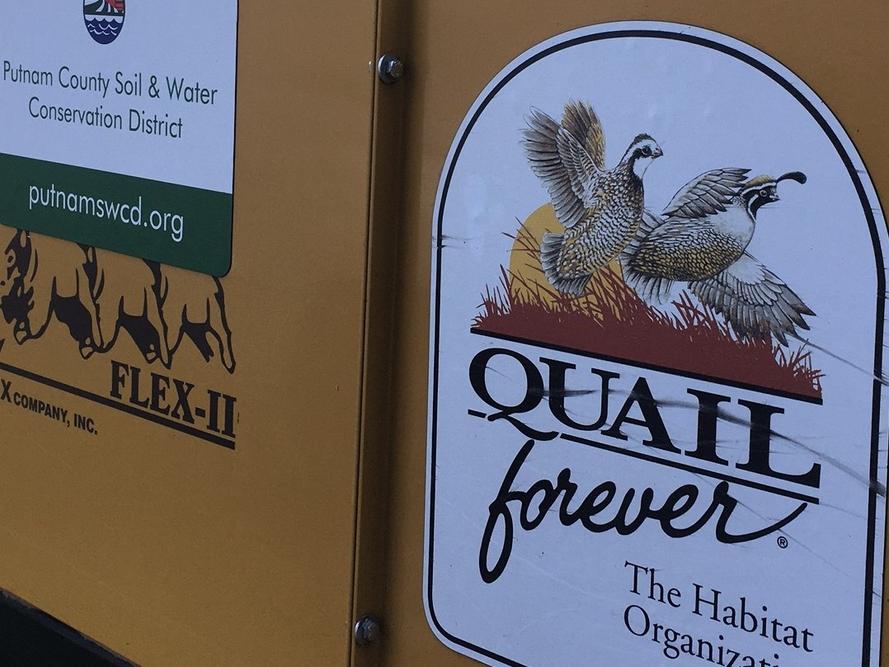 Putnam County Soil & Water
Conservation District
putnamswcd.org
FLEX-II
X COMPANY, INC.
QUAIL
forever
®
The Habitat